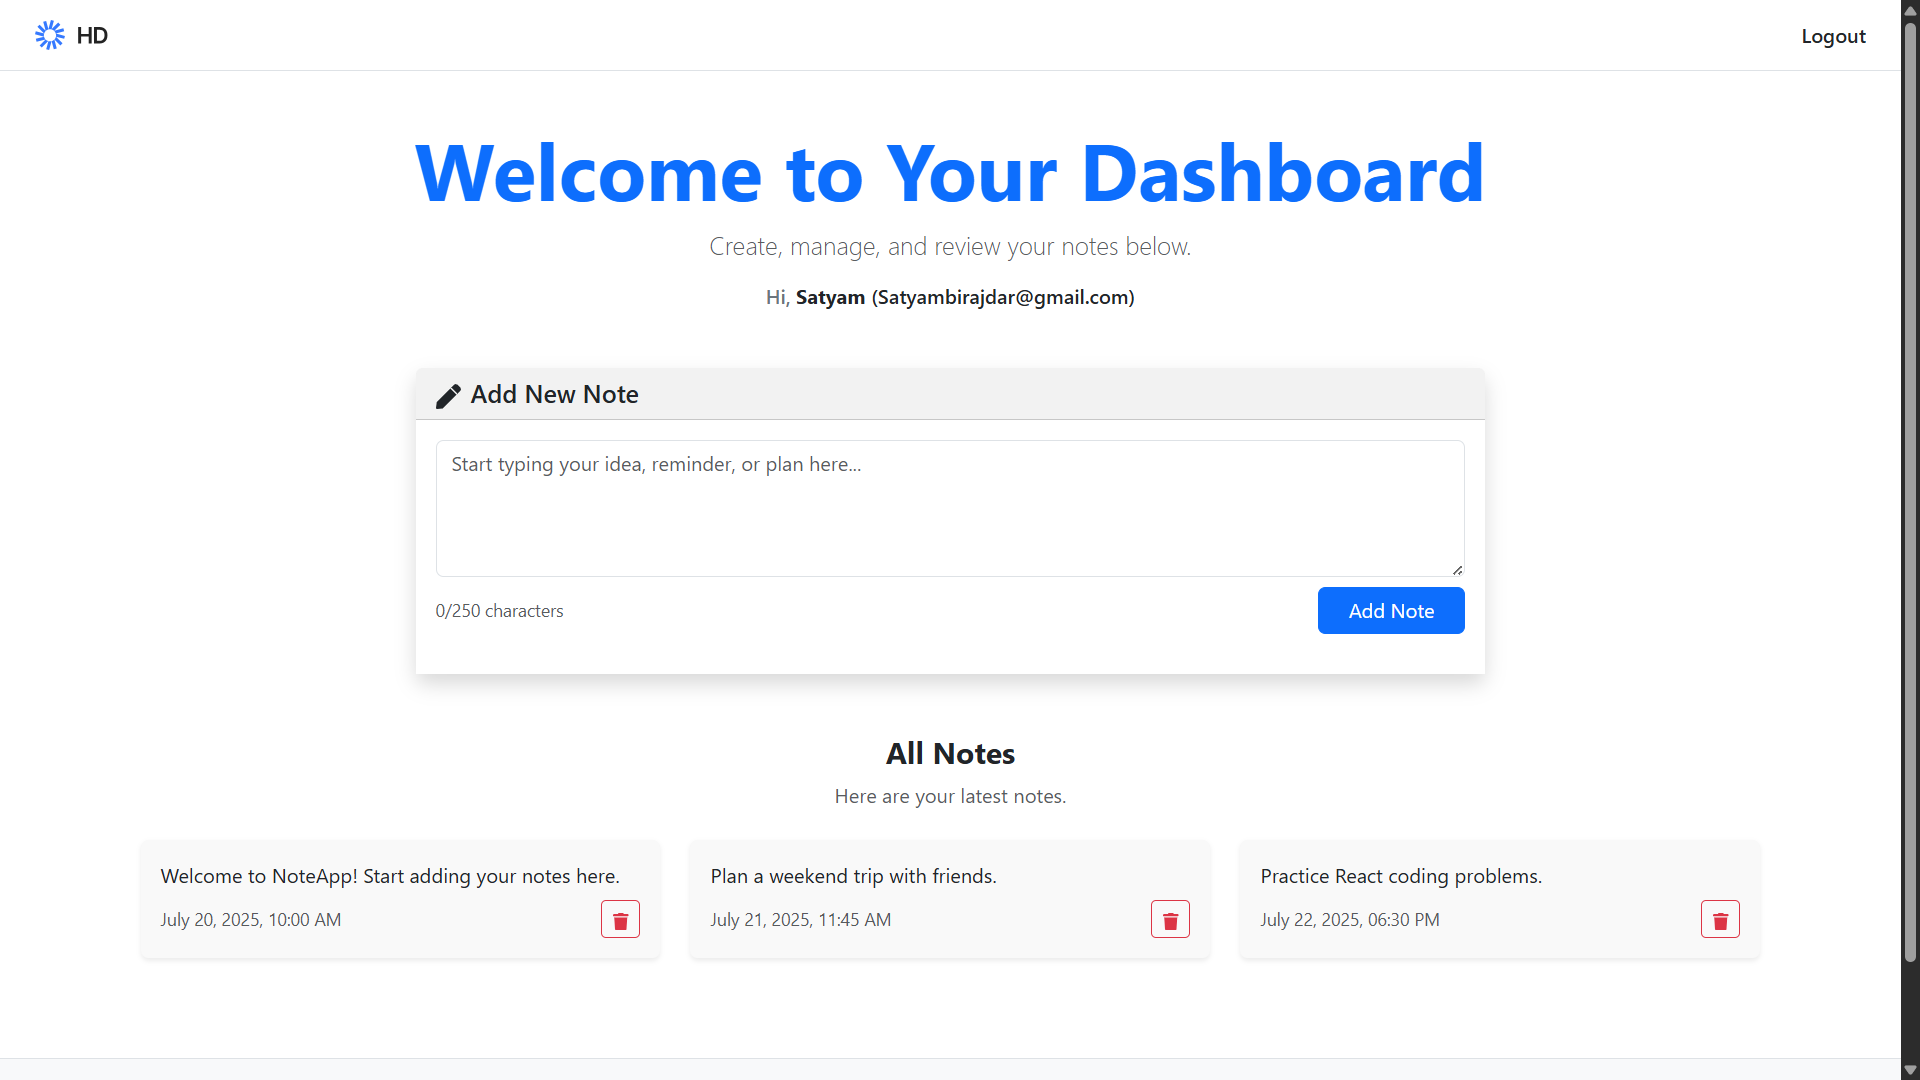 HD
Logout
Welcome to Your Dashboard
Create, manage, and review your notes below.
Hi, Satyam (Satyambirajdar@gmail.com)
Add New Note
Start typing your idea, reminder, or plan here...
0/250 characters
Add Note
All Notes
Here are your latest notes.
Welcome to NoteApp! Start adding your notes here.
July 20, 2025, 10:00 AM
Plan a weekend trip with friends.
July 21, 2025, 11:45 AM
Practice React coding problems.
July 22, 2025, 06:30 PM